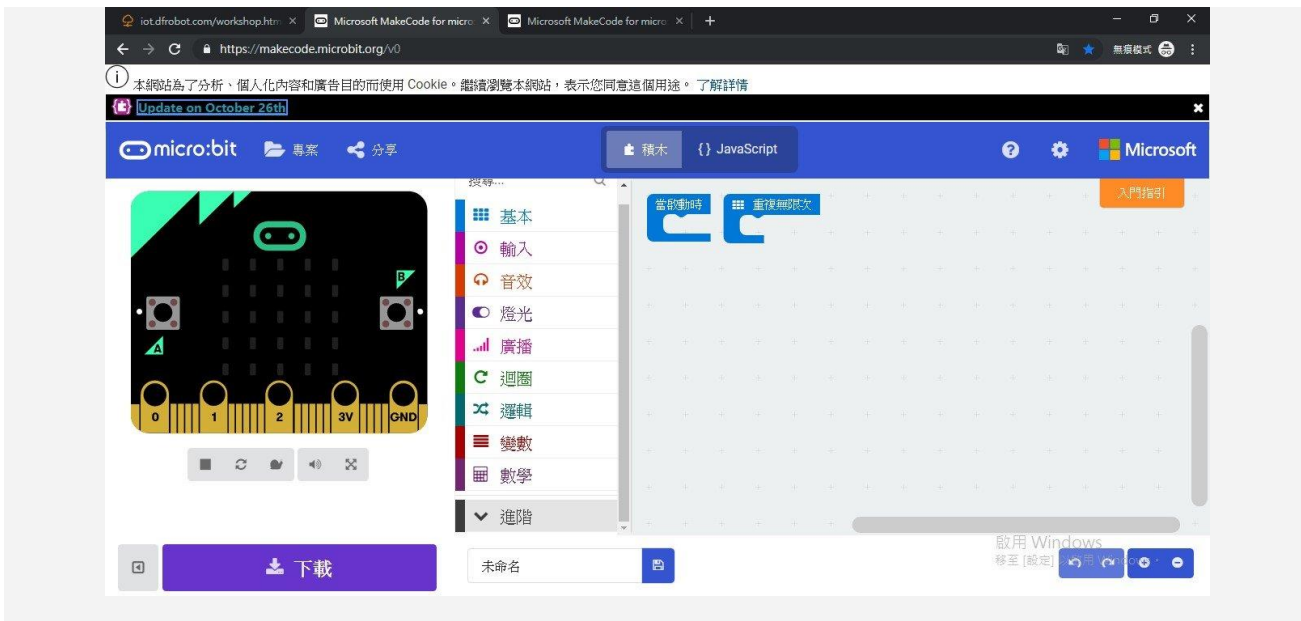 iot.dfrobot.com/workshop.htm
Microsoft MakeCode for micro
Microsoft MakeCode for micro
https://makecode.microbit.org/v0
無痕模式
本網站為了分析、個人化內容和廣告目的而使用 Cookie。繼續瀏覽本網站，表示您同意這個用途。 了解詳情
Update on October 26th
micro:bit
專案
分享
積木
{} JavaScript
Microsoft
搜尋...
基本
輸入
音效
燈光
廣播
迴圈
邏輯
變數
數學
進階
當啟動時
重複無限次
入門指引
B
A
0 1 2 3V GND
下載
未命名
啟用 Windows
移至 [設定]